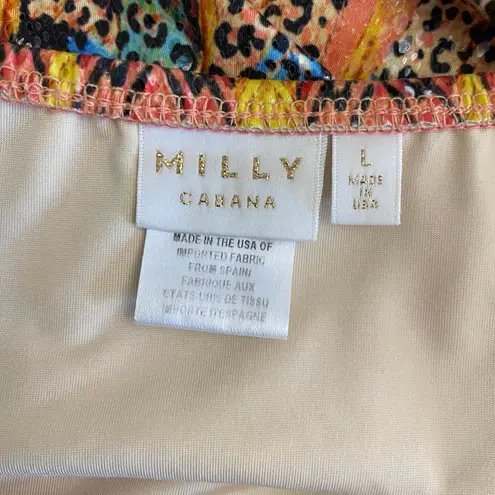 MILLY
CABANA
L
MADE
IN
USA
MADE IN THE USA OF
IMPORTED FABRIC
FROM SPAIN/
FABRIQUE AUX
ETATS-UNIS DE TISSU
IMPORTE D'ESPAGNE